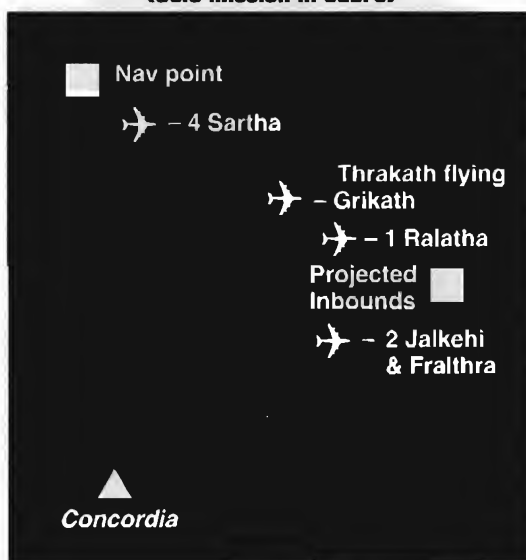 Nav point
– 4 Sartha
Thrakath flying
– Grikath
– 1 Ralatha
Projected
Inbounds
– 2 Jalkehi
& Fralthra
Concordia